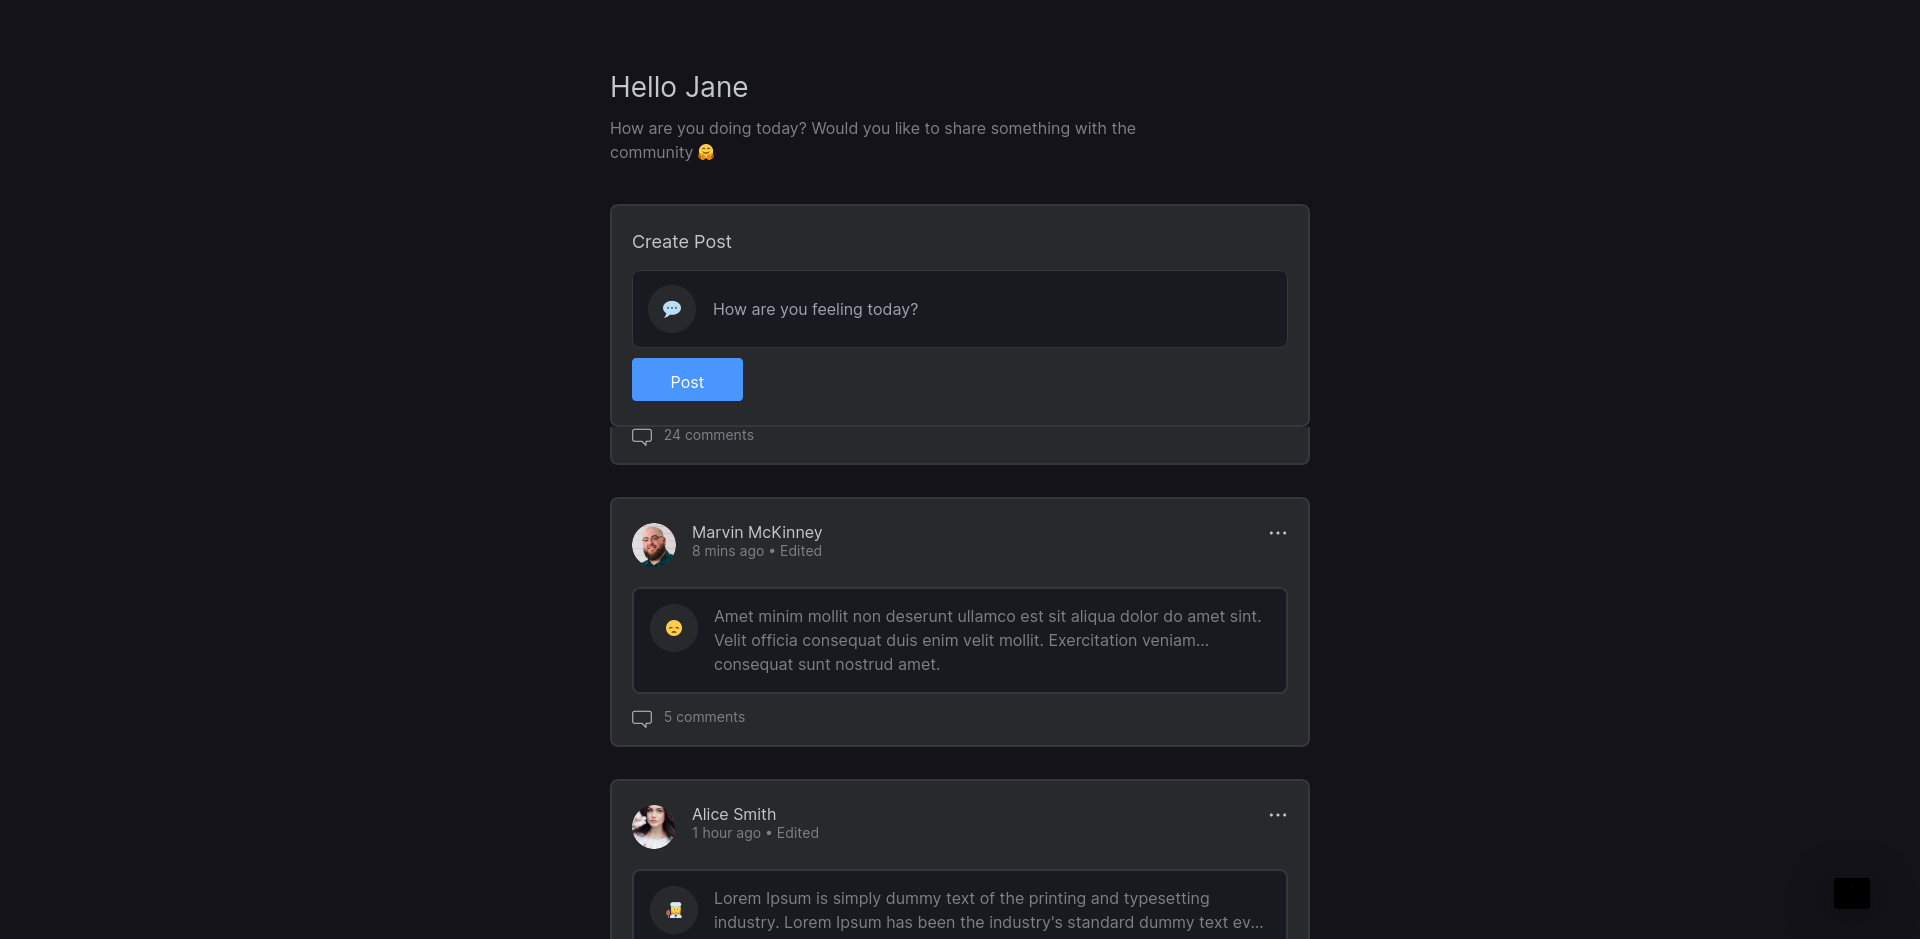 Hello Jane
How are you doing today? Would you like to share something with the
community 🤗
Create Post
How are you feeling today?
Post
24 comments
Marvin McKinney
8 mins ago • Edited
Amet minim mollit non deserunt ullamco est sit aliqua dolor do amet sint.
Velit officia consequat duis enim velit mollit. Exercitation veniam...
consequat sunt nostrud amet.
5 comments
Alice Smith
1 hour ago • Edited
Lorem Ipsum is simply dummy text of the printing and typesetting
industry. Lorem Ipsum has been the industry's standard dummy text ev...